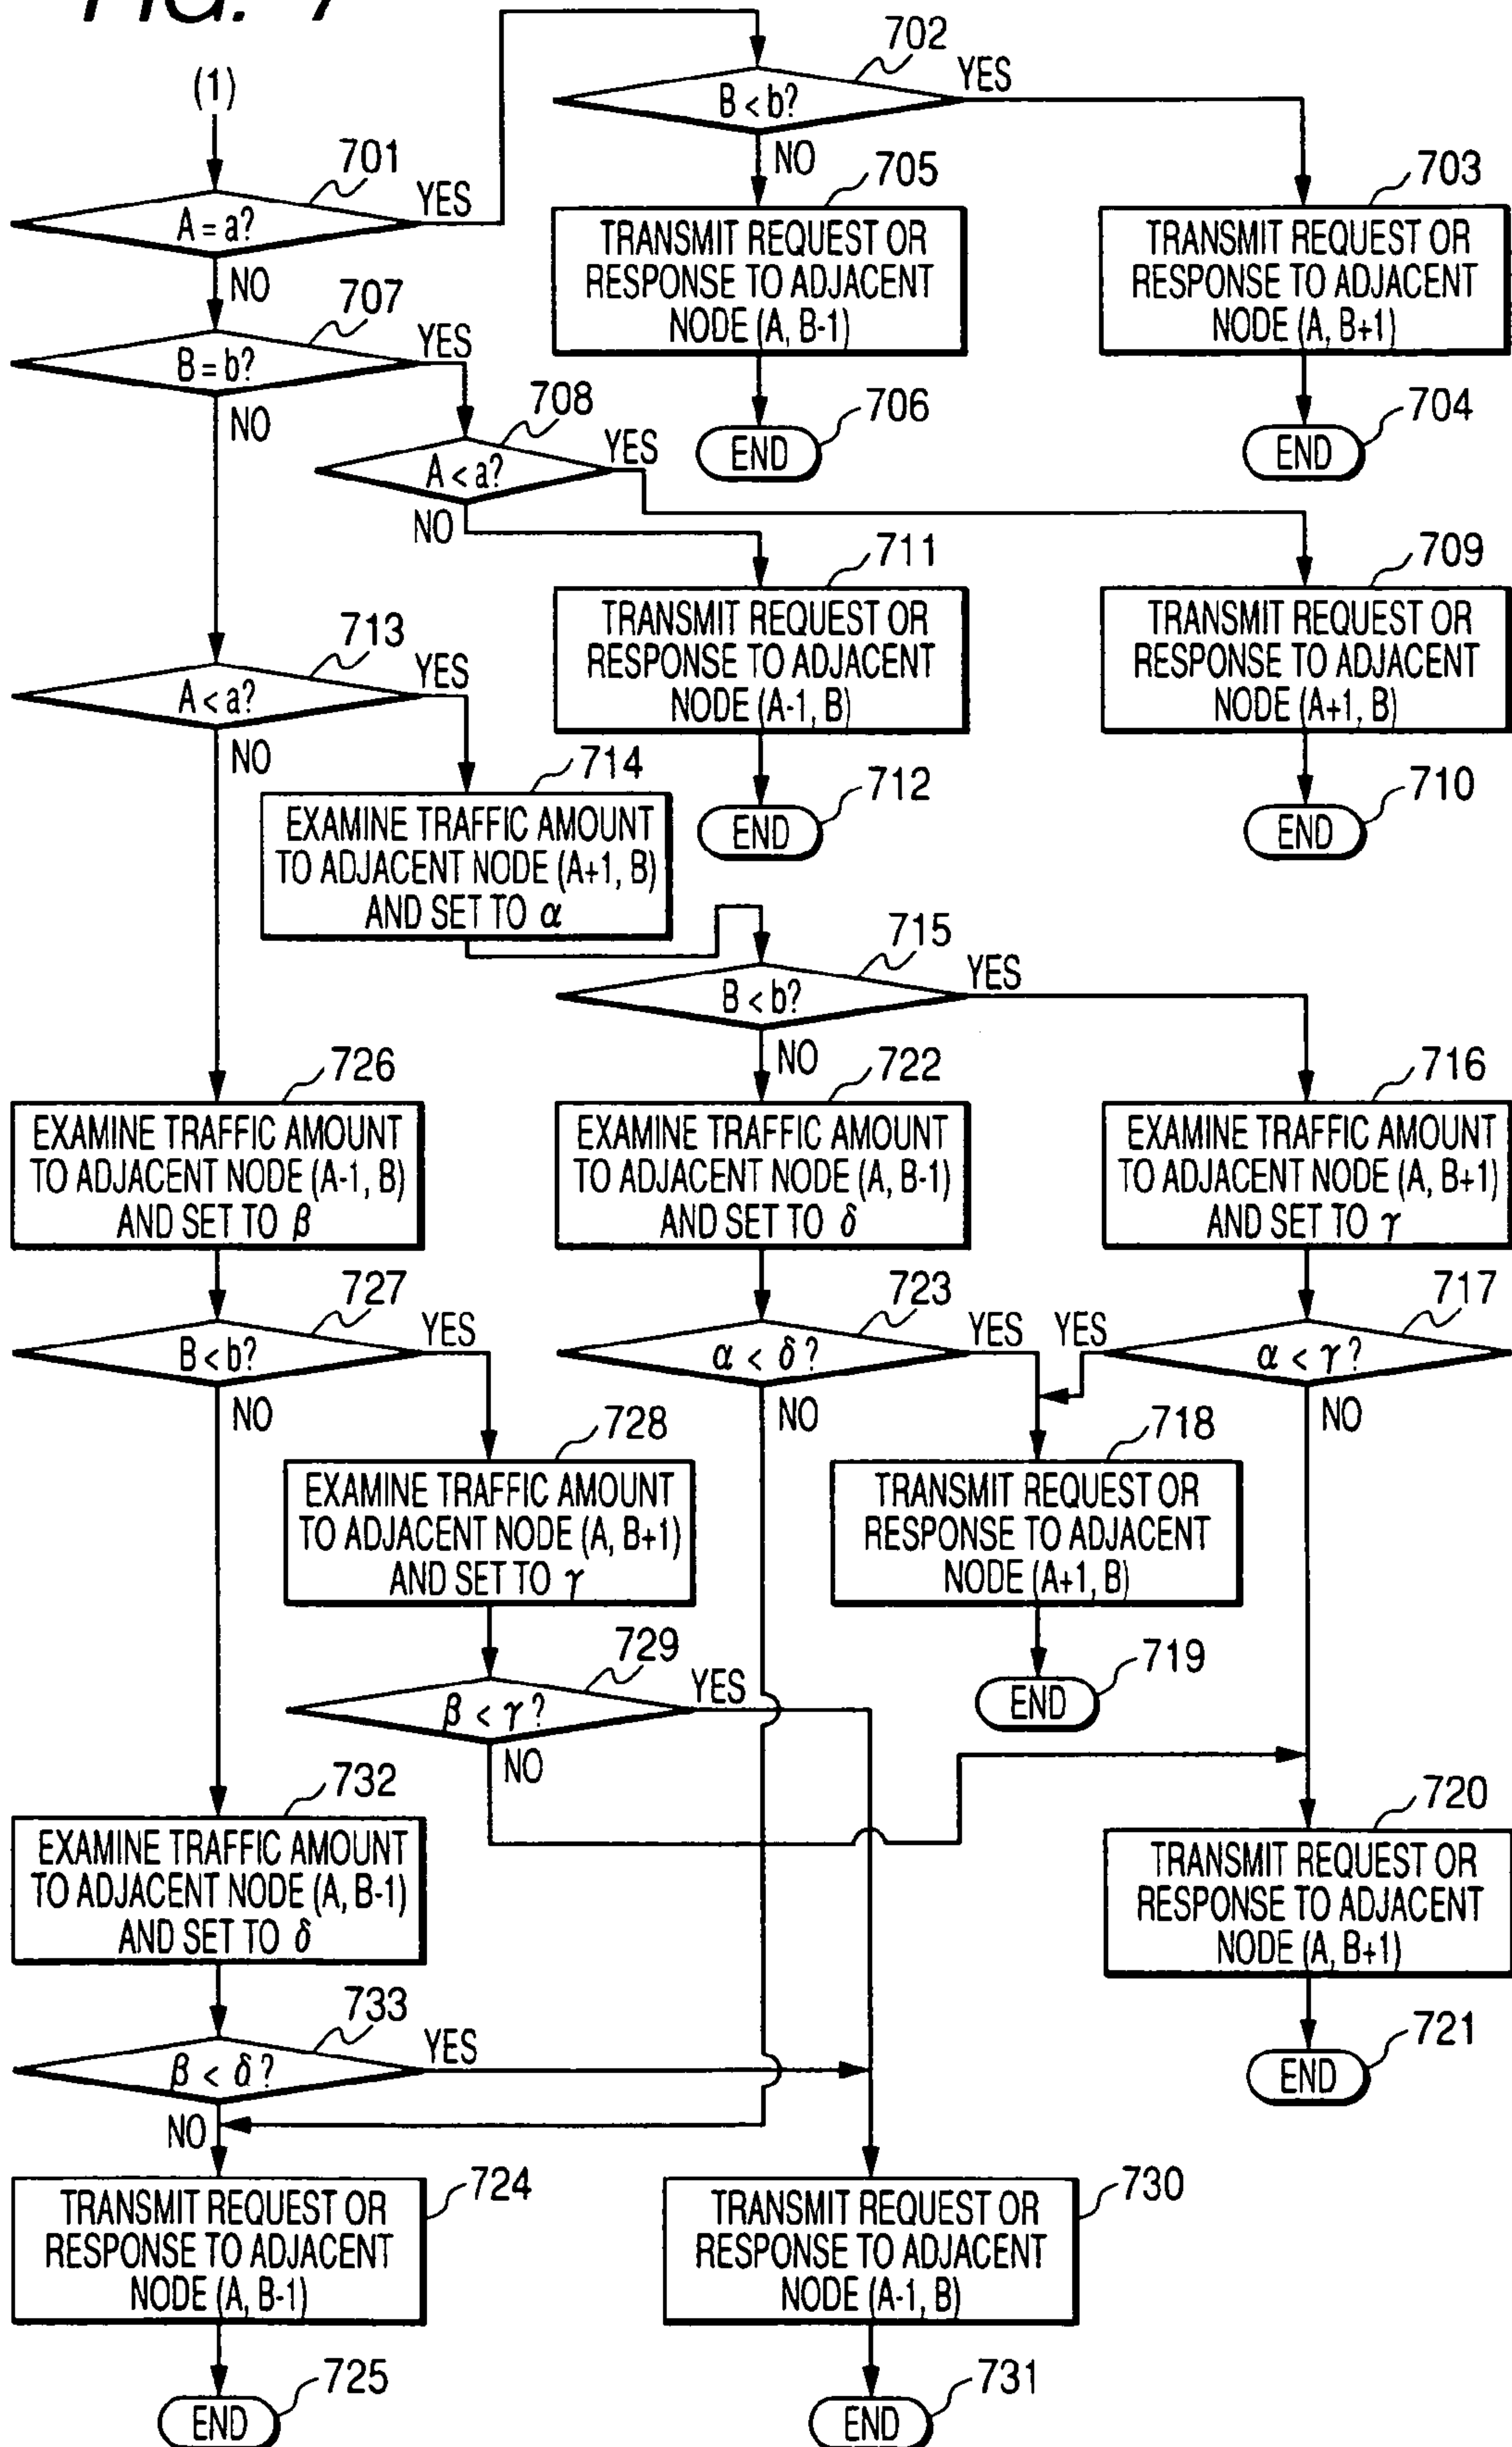 FIG. 7
(1)
702
B < b?
YES
NO
701
A = a?
YES
NO
705
TRANSMIT REQUEST OR
RESPONSE TO ADJACENT
NODE (A, B-1)
706
END
703
TRANSMIT REQUEST OR
RESPONSE TO ADJACENT
NODE (A, B+1)
704
END
707
B = b?
YES
NO
708
A < a?
YES
NO
711
TRANSMIT REQUEST OR
RESPONSE TO ADJACENT
NODE (A-1, B)
712
END
709
TRANSMIT REQUEST OR
RESPONSE TO ADJACENT
NODE (A+1, B)
710
END
713
A < a?
YES
NO
714
EXAMINE TRAFFIC AMOUNT
TO ADJACENT NODE (A+1, B)
AND SET TO α
715
B < b?
YES
NO
726
EXAMINE TRAFFIC AMOUNT
TO ADJACENT NODE (A-1, B)
AND SET TO β
722
EXAMINE TRAFFIC AMOUNT
TO ADJACENT NODE (A, B-1)
AND SET TO δ
716
EXAMINE TRAFFIC AMOUNT
TO ADJACENT NODE (A, B+1)
AND SET TO γ
727
B < b?
YES
NO
723
α < δ ?
YES
NO
717
α < γ ?
YES
NO
728
EXAMINE TRAFFIC AMOUNT
TO ADJACENT NODE (A, B+1)
AND SET TO γ
718
TRANSMIT REQUEST OR
RESPONSE TO ADJACENT
NODE (A+1, B)
719
END
729
β < γ ?
YES
NO
732
EXAMINE TRAFFIC AMOUNT
TO ADJACENT NODE (A, B-1)
AND SET TO δ
720
TRANSMIT REQUEST OR
RESPONSE TO ADJACENT
NODE (A, B+1)
721
END
733
β < δ ?
YES
NO
724
TRANSMIT REQUEST OR
RESPONSE TO ADJACENT
NODE (A, B-1)
725
END
730
TRANSMIT REQUEST OR
RESPONSE TO ADJACENT
NODE (A-1, B)
731
END